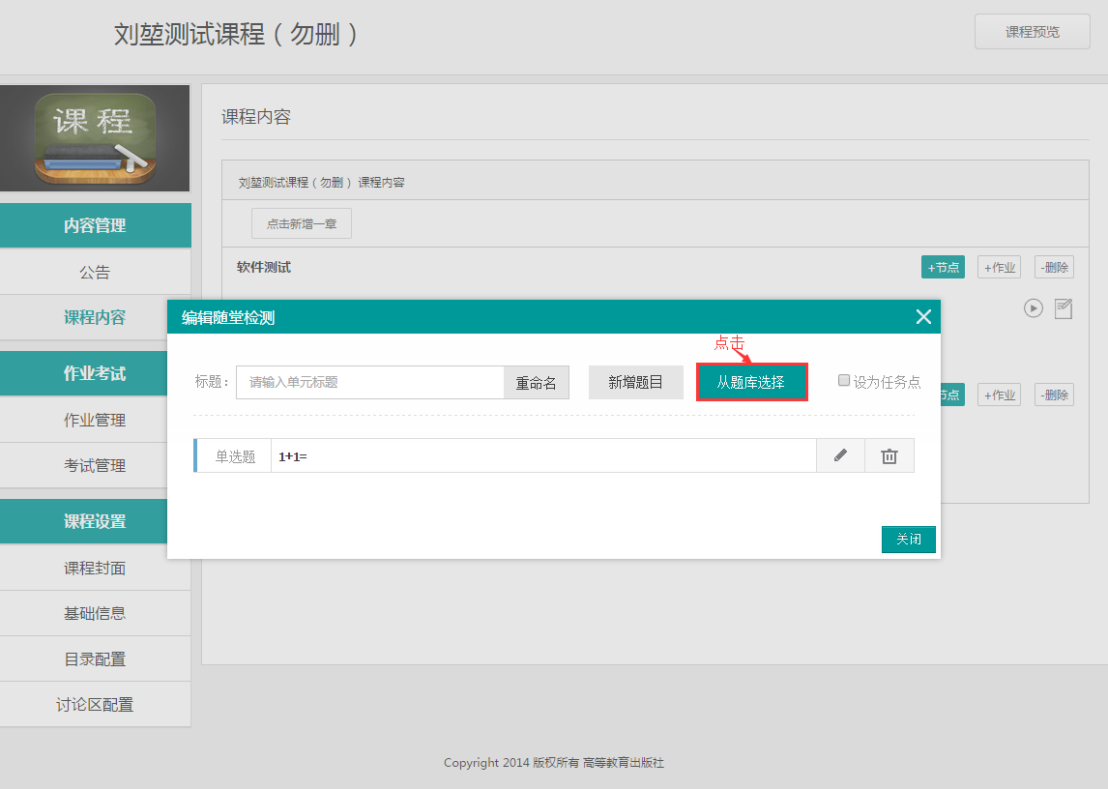 刘堃测试课程（勿删）
课程预览
课程
课程内容
刘堃测试课程（勿删） 课程内容
点击新增一章
内容管理
公告
课程内容
软件测试
+节点 +作业 -删除
编辑随堂检测
点击
标题： 请输入单元标题 重命名 新增题目 从题库选择 设为任务点
节点 +作业 -删除
单选题 1+1=
关闭
作业考试
作业管理
考试管理
课程设置
课程封面
基础信息
目录配置
讨论区配置
Copyright 2014 版权所有 高等教育出版社